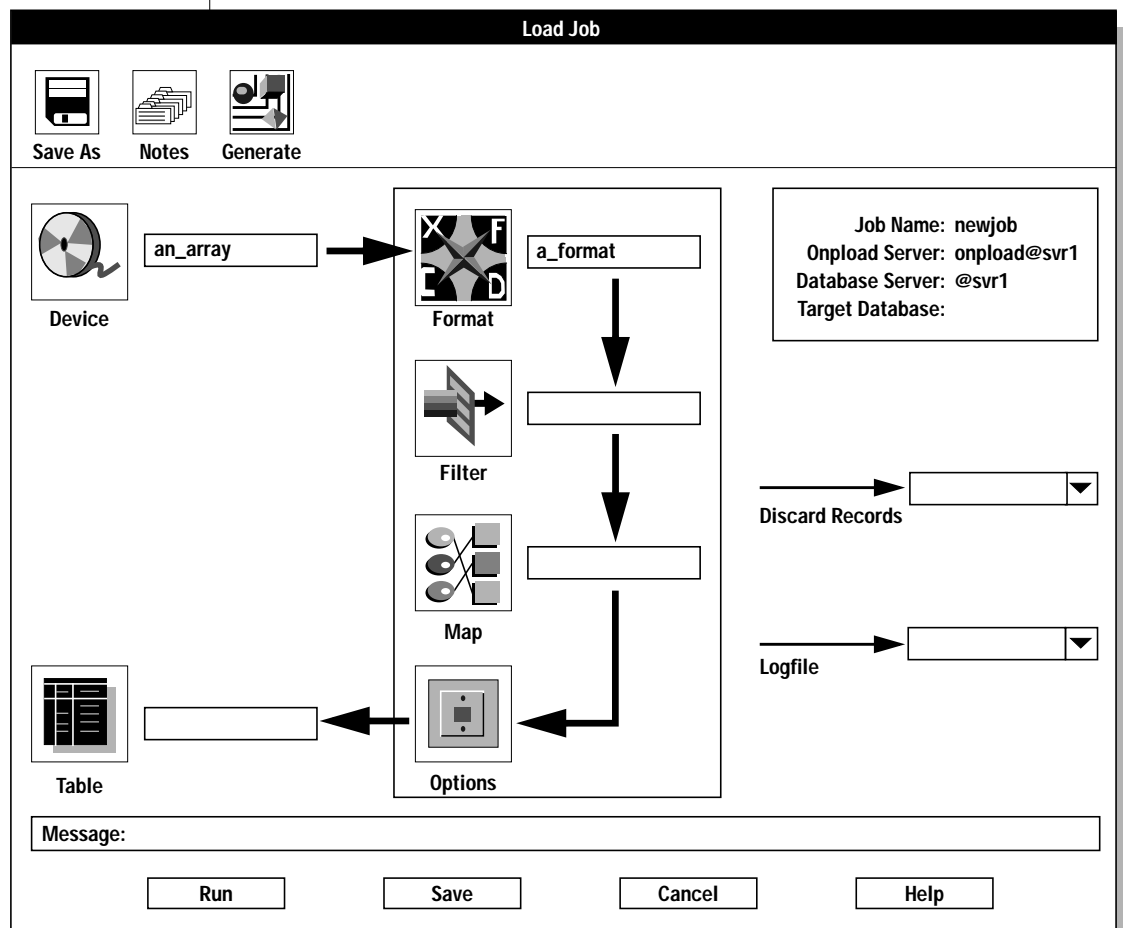 Load Job
Save As Notes Generate
an_array
a_format
Device
X F C D
Format
Job Name: newjob
Onpload Server: onpload@svr1
Database Server: @svr1
Target Database:
Filter
Discard Records
Map
Logfile
Table
Options
Message:
Run Save Cancel Help